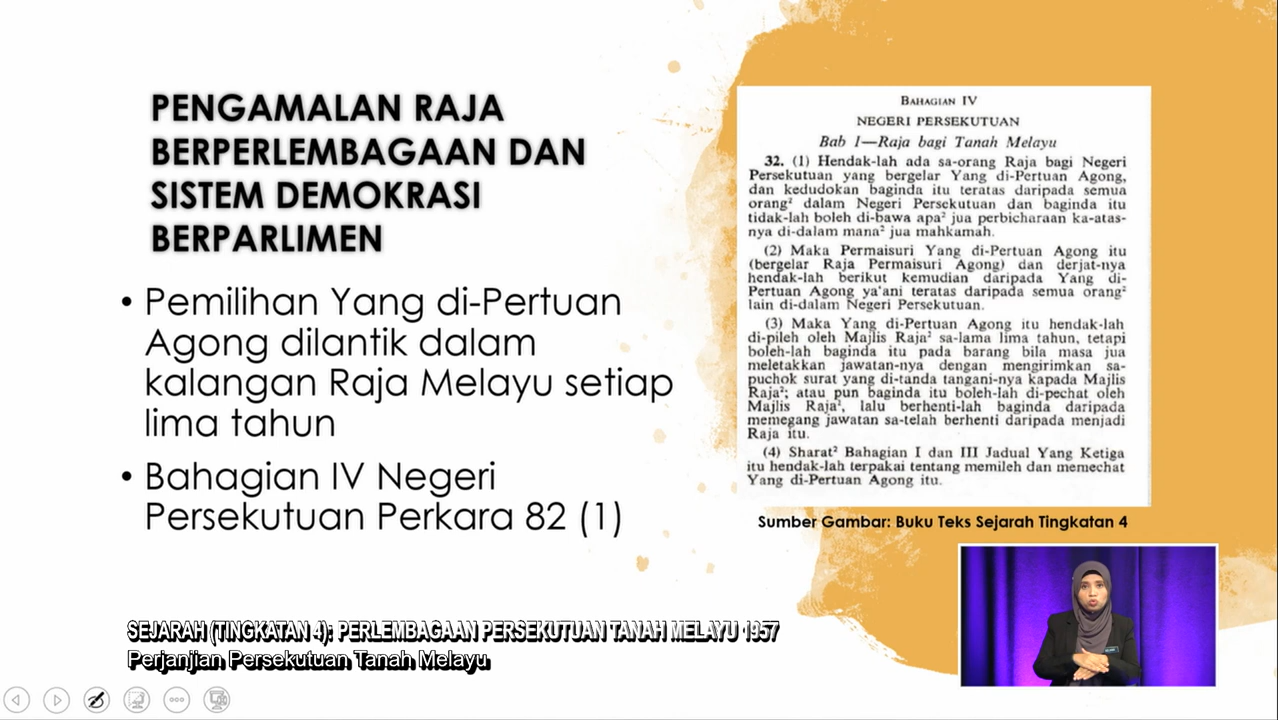 PENGAMALAN RAJA
BERPERLEMBAGAAN DAN
SISTEM DEMOKRASI
BERPARLIMEN
• Pemilihan Yang di-Pertuan
Agong dilantik dalam
kalangan Raja Melayu setiap
lima tahun
• Bahagian IV Negeri
Persekutuan Perkara 82 (1)
BAHAGIAN IV
NEGERI PERSEKUTUAN
Bab I—Raja bagi Tanah Melayu
32. (1) Hendak-lah ada sa-orang Raja bagi Negeri
Persekutuan yang bergelar Yang di-Pertuan Agong,
dan kedudokan baginda itu teratas daripada semua
orang² dalam Negeri Persekutuan dan baginda itu
tidak-lah boleh di-bawa apa² jua perbicharaan ka-atas-
nya di-dalam mana² jua mahkamah.
(2) Maka Permaisuri Yang di-Pertuan Agong itu
(bergelar Raja Permaisuri Agong) dan derjat-nya
hendak-lah berikut kemudian daripada Yang di-
Pertuan Agong ya'ani teratas daripada semua orang²
lain di-dalam Negeri Persekutuan.
(3) Maka Yang di-Pertuan Agong itu hendak-lah
di-pileh oleh Majlis Raja² sa-lama lima tahun, tetapi
boleh-lah baginda itu pada barang bila masa jua
meletakkan jawatan-nya dengan mengirimkan sa-
puchok surat yang di-tanda tangani-nya kapada Majlis
Raja²; atau pun baginda itu boleh-lah di-pechat oleh
Majlis Raja², lalu berhenti-lah baginda daripada
memegang jawatan sa-telah berhenti daripada menjadi
Raja itu.
(4) Sharat² Bahagian I dan III Jadual Yang Ketiga
itu hendak-lah terpakai tentang memileh dan memechat
Yang di-Pertuan Agong itu.
Sumber Gambar: Buku Teks Sejarah Tingkatan 4
SEJARAH (TINGKATAN 4): PERLEMBAGAAN PERSEKUTUAN TANAH MELAYU 1957
Perjanjian Persekutuan Tanah Melayu